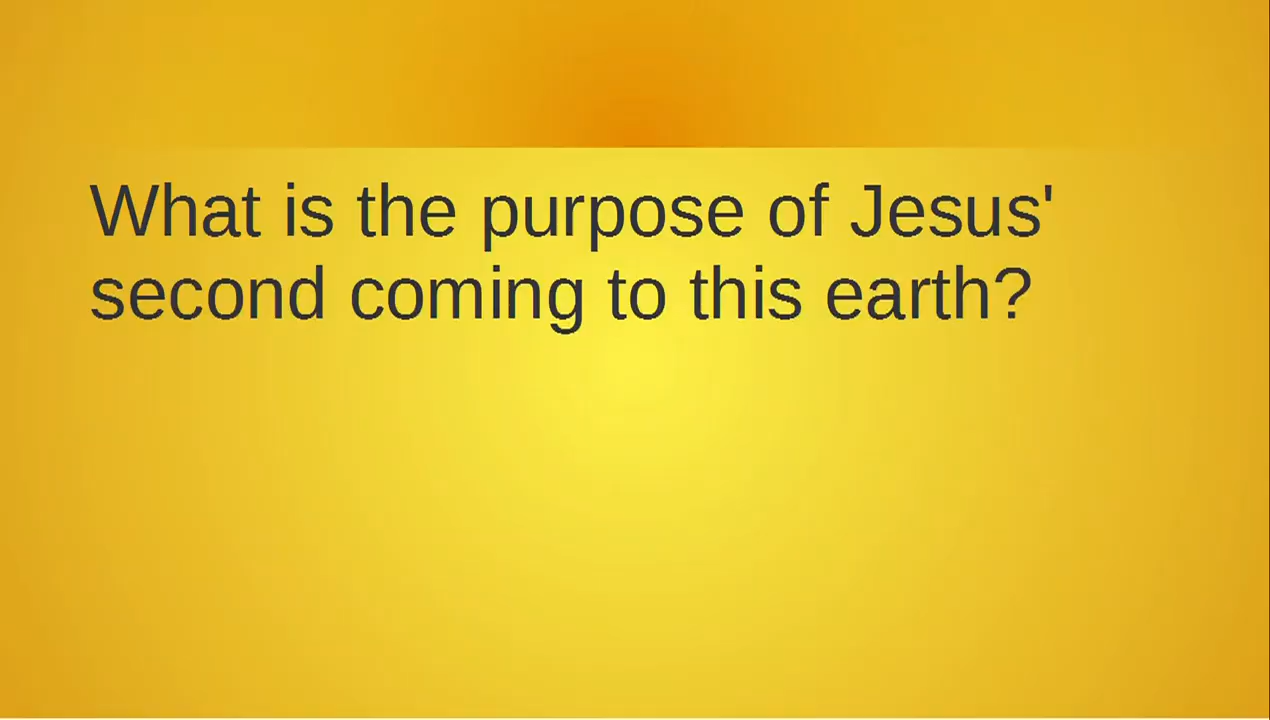 What is the purpose of Jesus'
second coming to this earth?